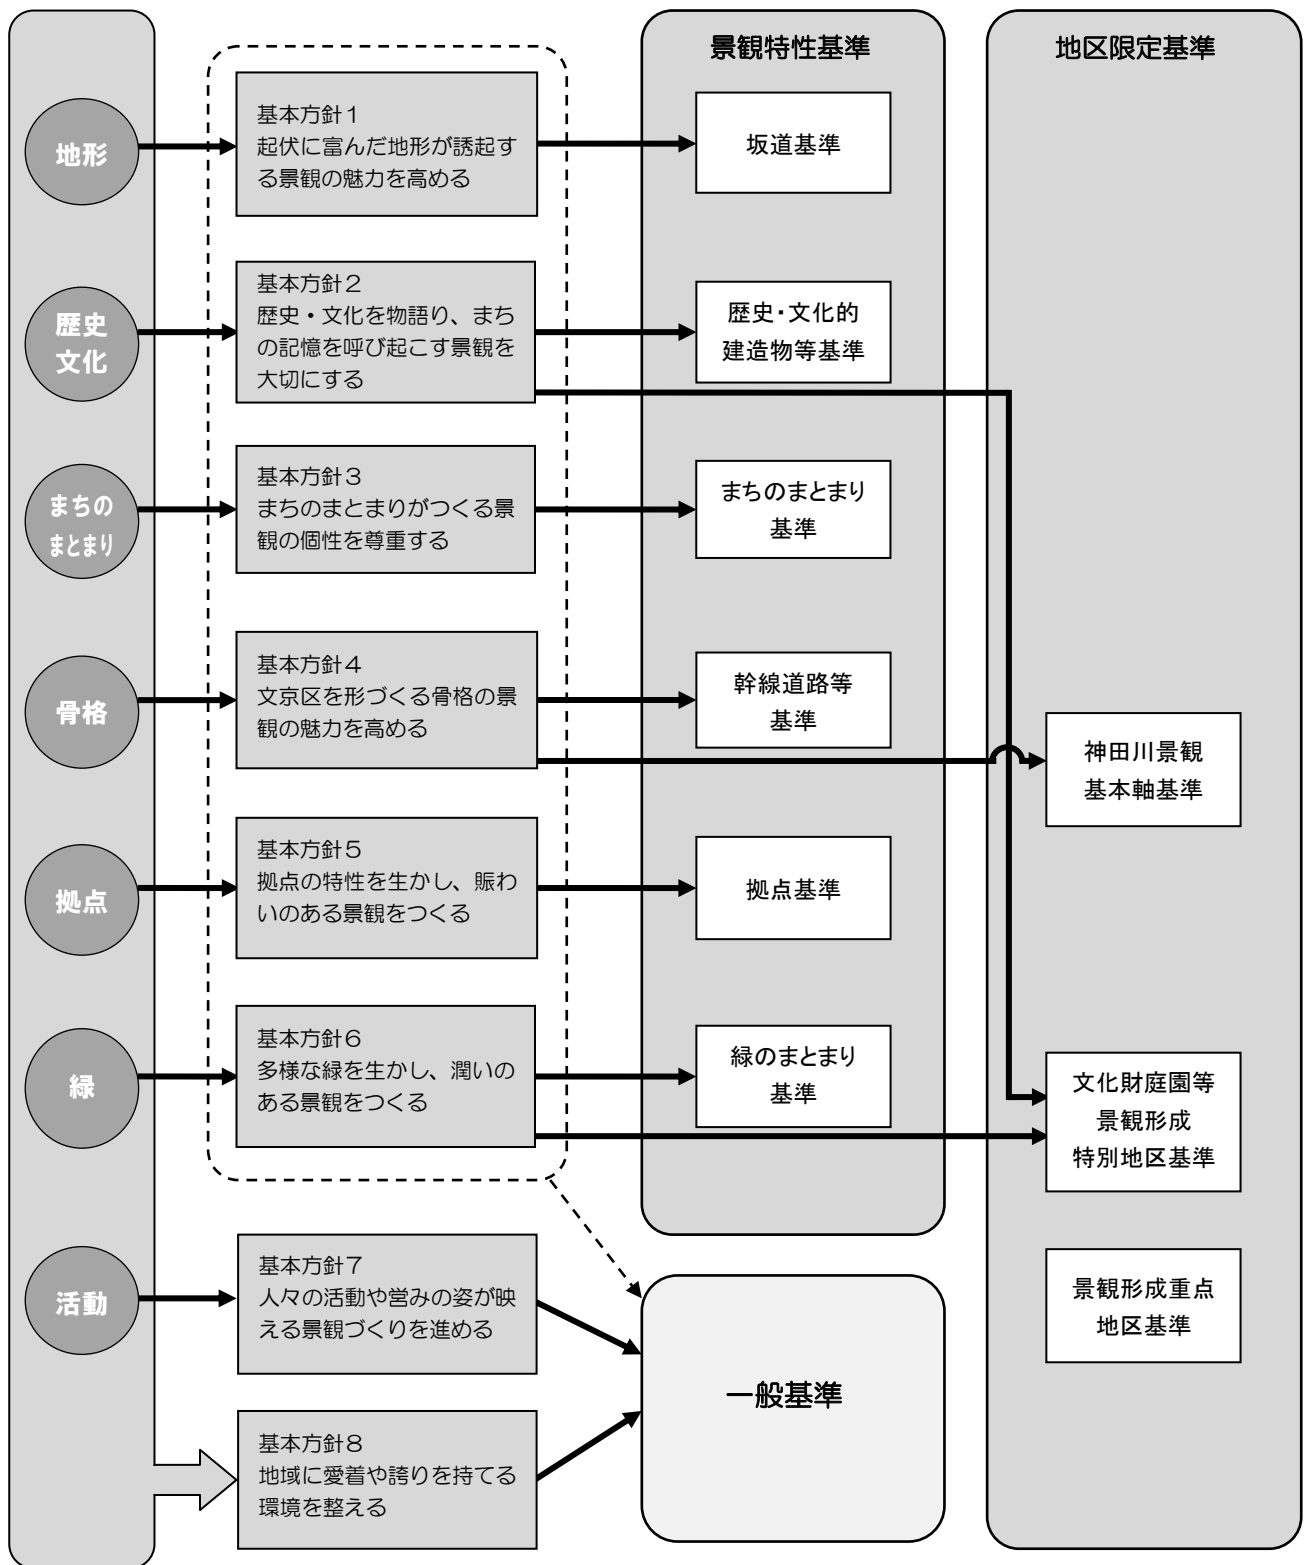 景観特性基準
地区限定基準
地形
基本方針１
起伏に富んだ地形が誘起す
る景観の魅力を高める
坂道基準
歴史
文化
基本方針２
歴史・文化を物語り、まち
の記憶を呼び起こす景観を
大切にする
歴史・文化的
建造物等基準
まちの
まとまり
基本方針３
まちのまとまりがつくる景
観の個性を尊重する
まちのまとまり
基準
骨格
基本方針４
文京区を形づくる骨格の景
観の魅力を高める
幹線道路等
基準
神田川景観
基本軸基準
拠点
基本方針５
拠点の特性を生かし、賑わ
いのある景観をつくる
拠点基準
緑
基本方針６
多様な緑を生かし、潤いの
ある景観をつくる
緑のまとまり
基準
文化財庭園等
景観形成
特別地区基準
活動
基本方針７
人々の活動や営みの姿が映
える景観づくりを進める
景観形成重点
地区基準
一般基準
基本方針８
地域に愛着や誇りを持てる
環境を整える